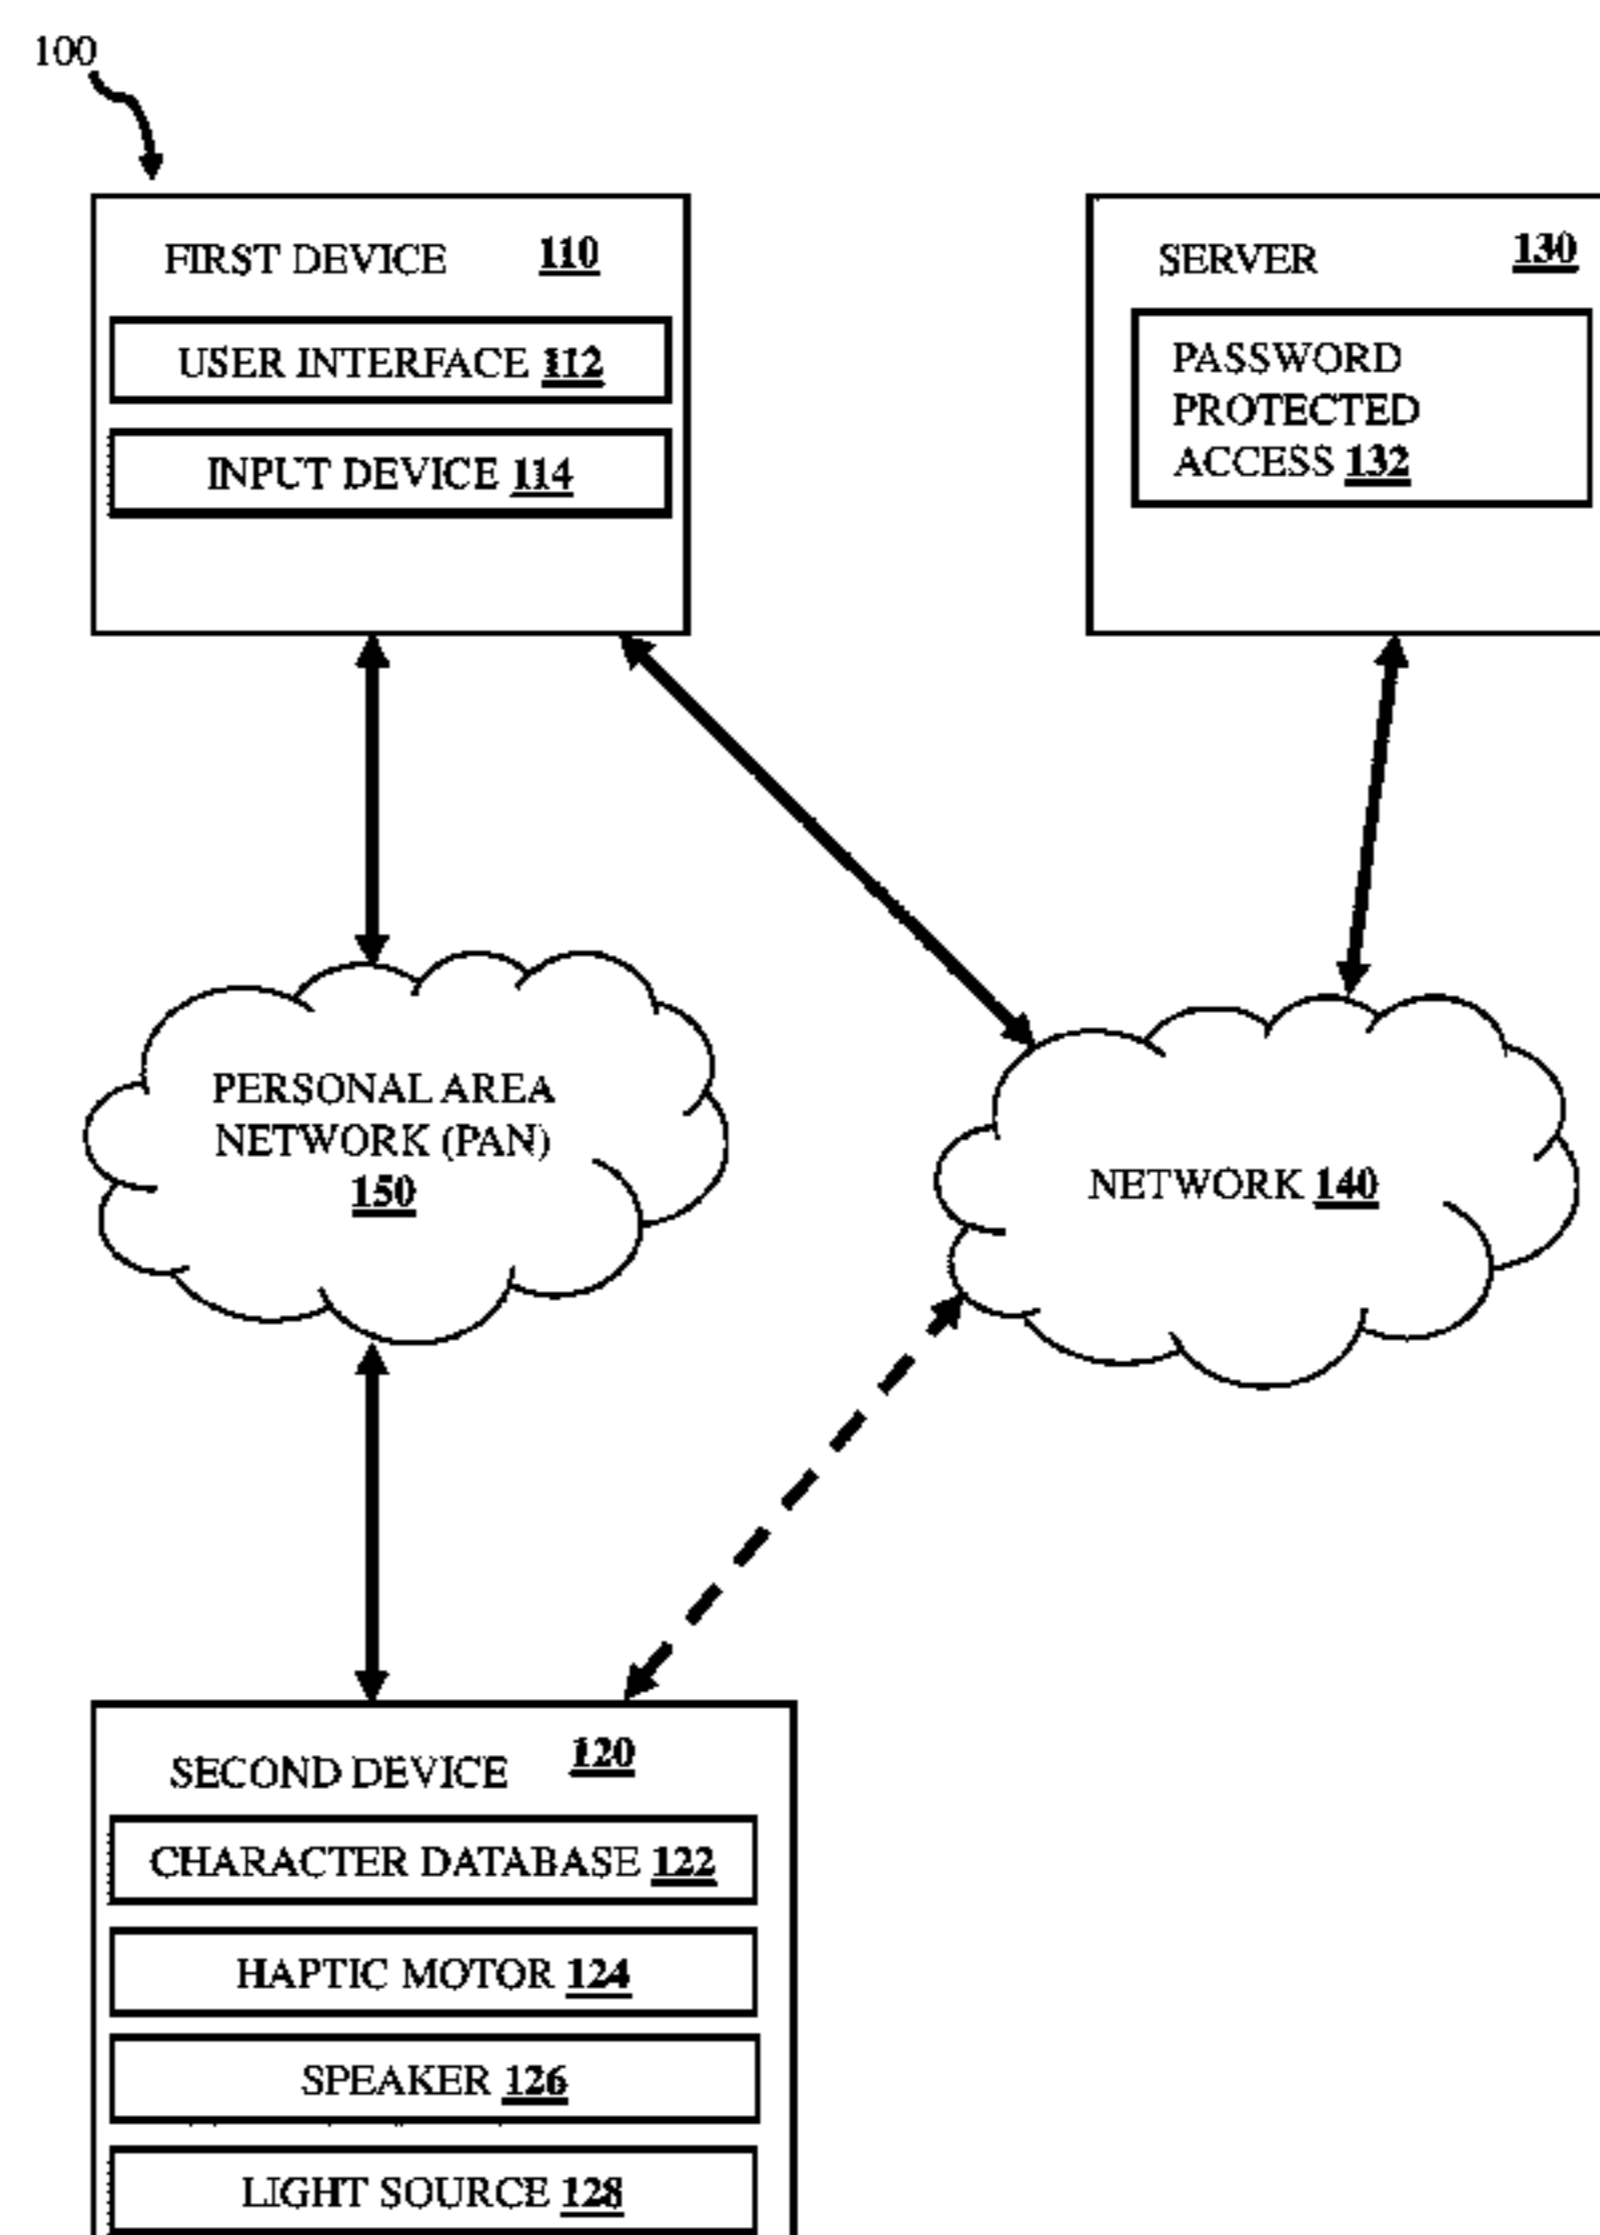 100
FIRST DEVICE 110
USER INTERFACE 112
INPUT DEVICE 114
SERVER 130
PASSWORD
PROTECTED
ACCESS 132
PERSONAL AREA
NETWORK (PAN)
150
NETWORK 140
SECOND DEVICE 120
CHARACTER DATABASE 122
HAPTIC MOTOR 124
SPEAKER 126
LIGHT SOURCE 128